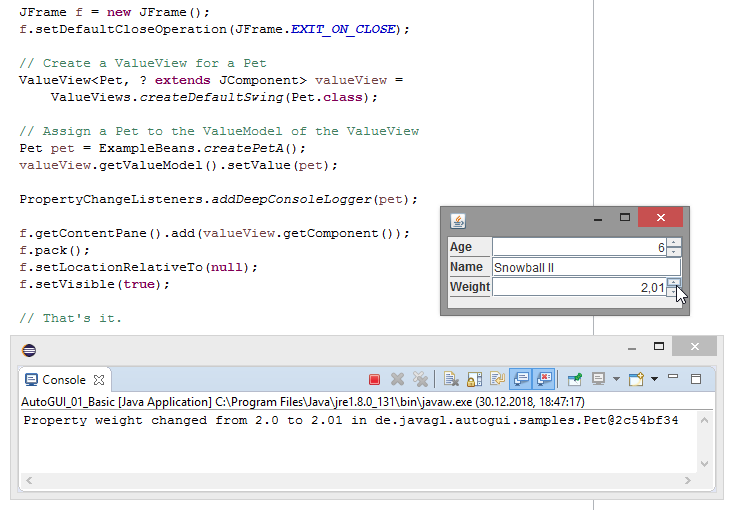 JFrame f = new JFrame();
f.setDefaultCloseOperation(JFrame.EXIT_ON_CLOSE);
// Create a ValueView for a Pet
ValueView<Pet, ? extends JComponent> valueView =
ValueViews.createDefaultSwing(Pet.class);
// Assign a Pet to the ValueModel of the ValueView
Pet pet = ExampleBeans.createPetA();
valueView.getValueModel().setValue(pet);
PropertyChangeListeners.addDeepConsoleLogger(pet);
f.getContentPane().add(valueView.getComponent());
f.pack();
f.setLocationRelativeTo(null);
f.setVisible(true);
// That's it.
Age 6
Name Snowball II
Weight 2,01
Console
AutoGUI_01_Basic [Java Application] C:\Program Files\Java\jre1.8.0_131\bin\javaw.exe (30.12.2018, 18:47:17)
Property weight changed from 2.0 to 2.01 in de.javagl.autogui.samples.Pet@2c54bf34